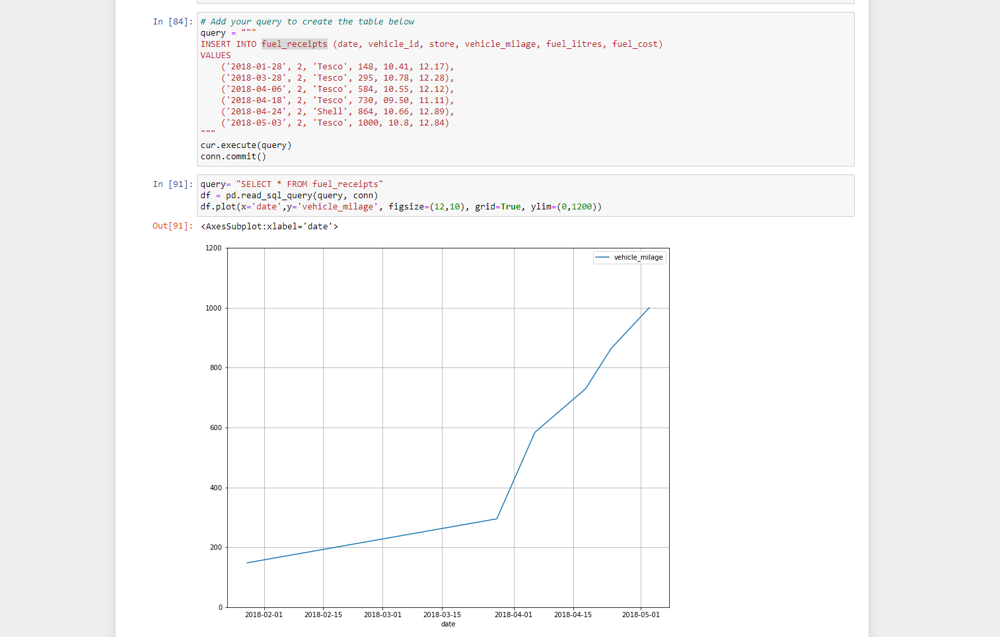 In [84]: # Add your query to create the table below
query = """
INSERT INTO fuel_receipts (date, vehicle_id, store, vehicle_milage, fuel_litres, fuel_cost)
VALUES
('2018-01-28', 2, 'Tesco', 148, 10.41, 12.17),
('2018-03-28', 2, 'Tesco', 295, 10.78, 12.28),
('2018-04-06', 2, 'Tesco', 584, 10.55, 12.12),
('2018-04-18', 2, 'Tesco', 730, 09.50, 11.11),
('2018-04-24', 2, 'Shell', 864, 10.66, 12.89),
('2018-05-03', 2, 'Tesco', 1000, 10.8, 12.84)
"""
cur.execute(query)
conn.commit()
In [91]: query= "SELECT * FROM fuel_receipts"
df = pd.read_sql_query(query, conn)
df.plot(x='date',y='vehicle_milage', figsize=(12,10), grid=True, ylim=(0,1200))
Out[91]: <AxesSubplot:xlabel='date'>
1200
vehicle_milage
1000
800
600
400
200
0
2018-02-01 2018-02-15 2018-03-01 2018-03-15 2018-04-01 2018-04-15 2018-05-01
date